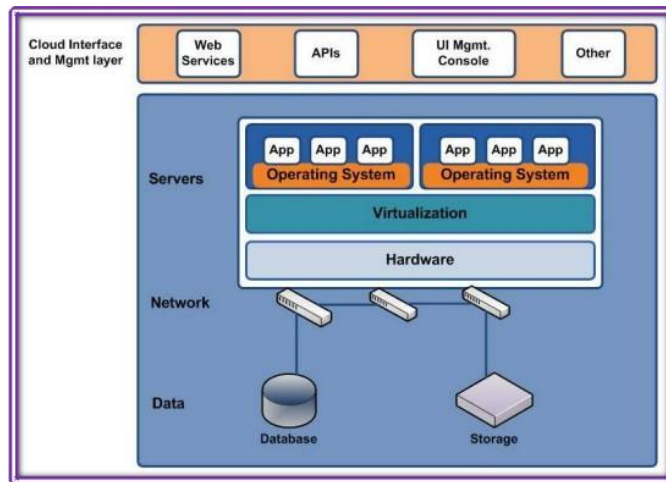 Cloud Interface
and Mgmt layer
Web
Services
APIs
UI Mgmt.
Console
Other
Servers
App App App
Operating System
App App App
Operating System
Virtualization
Hardware
Network
Data
Database
Storage